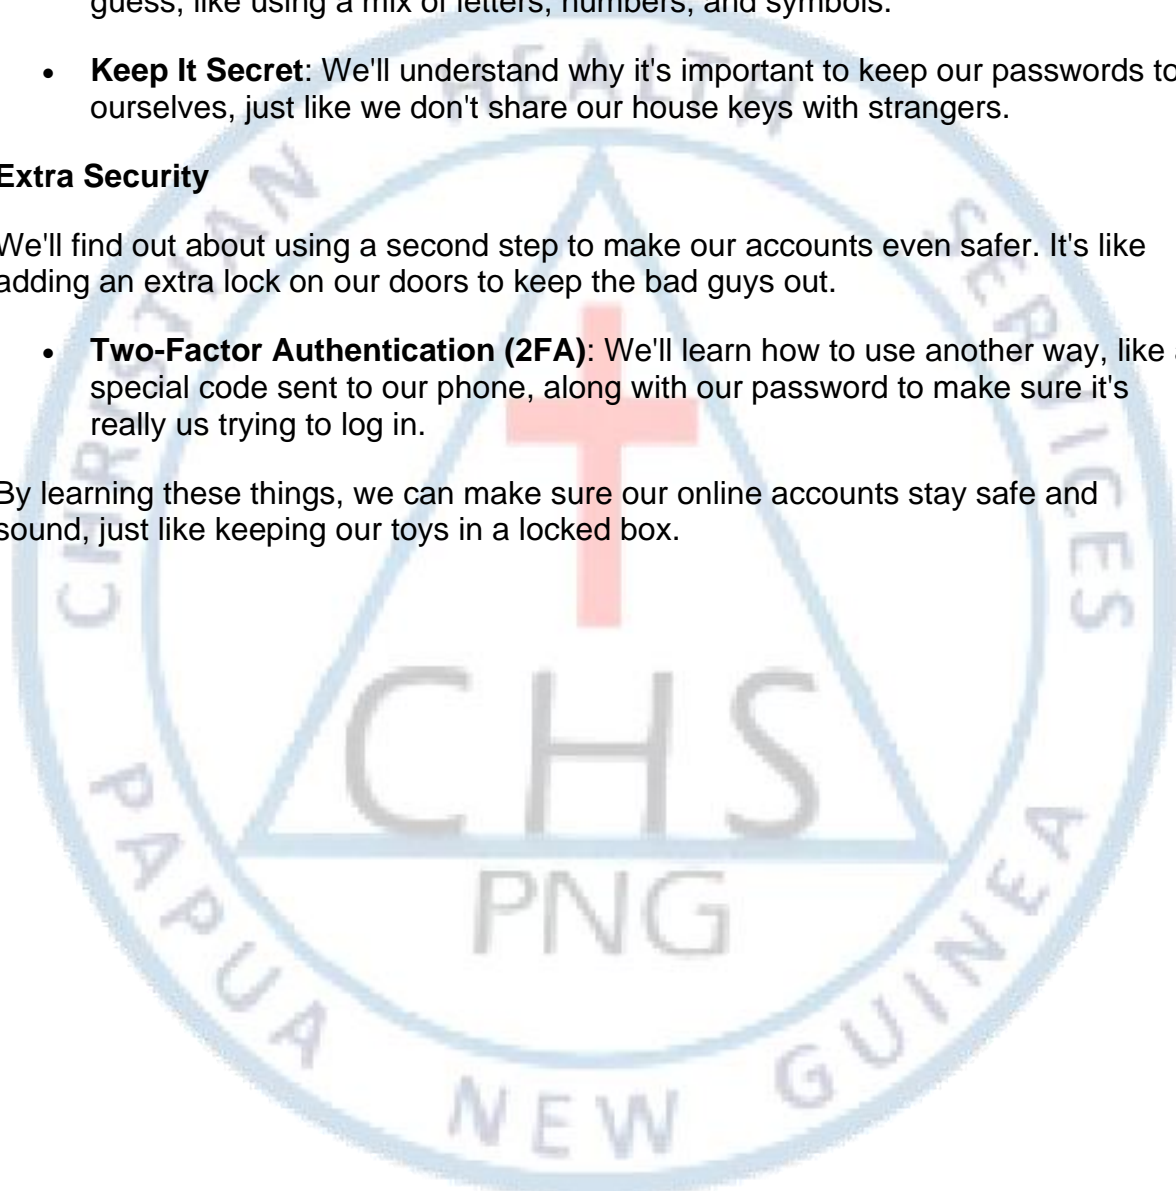 guess, like using a mix of letters, numbers, and symbols.
• Keep It Secret: We'll understand why it's important to keep our passwords to
ourselves, just like we don't share our house keys with strangers.
Extra Security
We'll find out about using a second step to make our accounts even safer. It's like
adding an extra lock on our doors to keep the bad guys out.
• Two-Factor Authentication (2FA): We'll learn how to use another way, like a
special code sent to our phone, along with our password to make sure it's
really us trying to log in.
By learning these things, we can make sure our online accounts stay safe and
sound, just like keeping our toys in a locked box.
CHRISTIAN HEALTH SERVICES
CHS
PNG
PAPUA NEW GUINEA